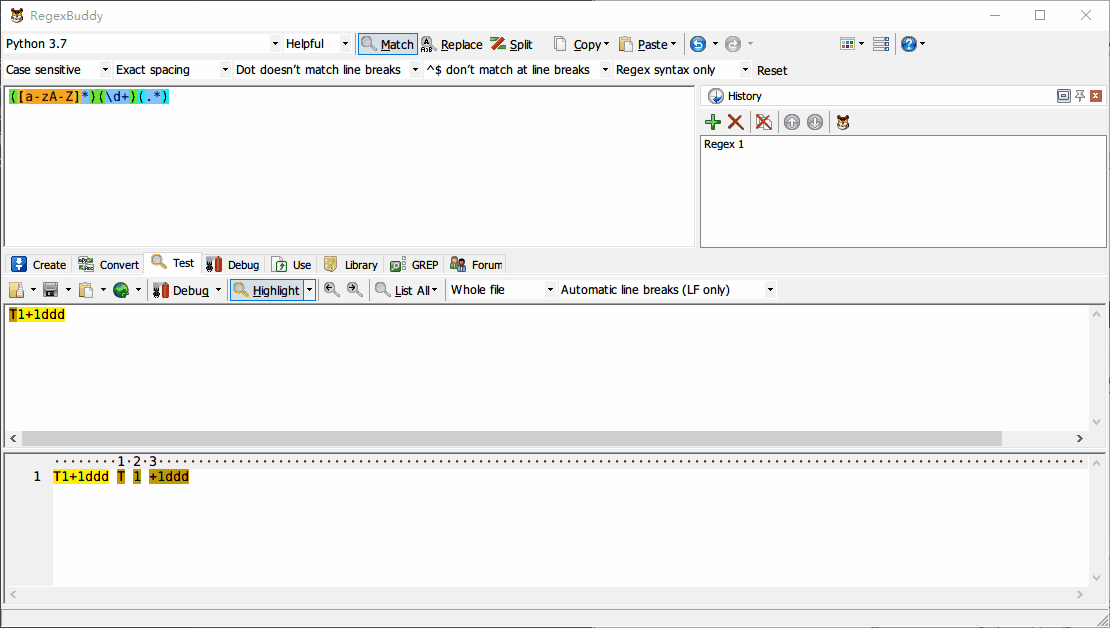 RegexBuddy
Python 3.7 Helpful Match Replace Split Copy Paste
Case sensitive Exact spacing Dot doesn't match line breaks ^$ don't match at line breaks Regex syntax only Reset
([a-zA-Z]*)(\d+)(.*)
History
Regex 1
Create Convert Test Debug Use Library GREP Forum
Debug Highlight List All Whole file Automatic line breaks (LF only)
T1+1ddd
1 2 3
1 T1+1ddd T 1 +1ddd